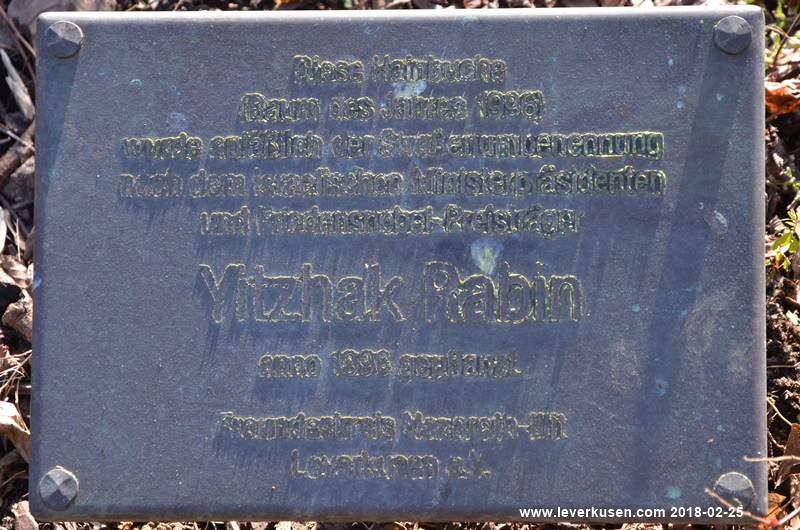 Diese Hainbuche
(Baum des Jahres 1996)
wurde anläßlich der Straßenumbenennung
nach dem israelischen Ministerpräsidenten
und Friedensnobel-Preisträger
Yitzhak Rabin
anno 1996 gepflanzt.
Freundeskreis Nazareth-Illit
Leverkusen e.V.
www.leverkusen.com 2018-02-25